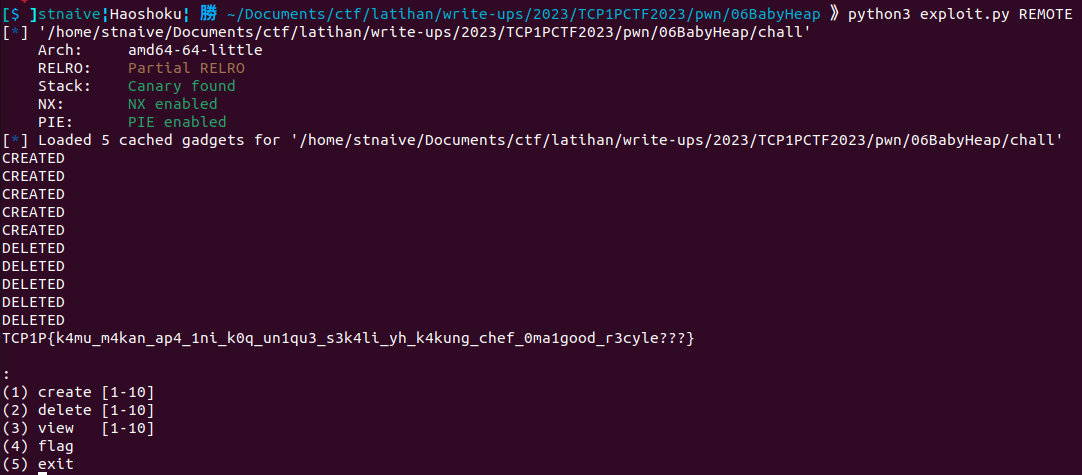 [$ ]stnaive¦Haoshoku¦ 勝 ~/Documents/ctf/latihan/write-ups/2023/TCP1PCTF2023/pwn/06BabyHeap 》 python3 exploit.py REMOTE
[*] '/home/stnaive/Documents/ctf/latihan/write-ups/2023/TCP1PCTF2023/pwn/06BabyHeap/chall'
    Arch:     amd64-64-little
    RELRO:    Partial RELRO
    Stack:    Canary found
    NX:       NX enabled
    PIE:      PIE enabled
[*] Loaded 5 cached gadgets for '/home/stnaive/Documents/ctf/latihan/write-ups/2023/TCP1PCTF2023/pwn/06BabyHeap/chall'
CREATED
CREATED
CREATED
CREATED
CREATED
DELETED
DELETED
DELETED
DELETED
DELETED
TCP1P{k4mu_m4kan_ap4_1ni_k0q_un1qu3_s3k4li_yh_k4kung_chef_0ma1good_r3cyle???}
:
(1) create [1-10]
(2) delete [1-10]
(3) view   [1-10]
(4) flag
(5) exit